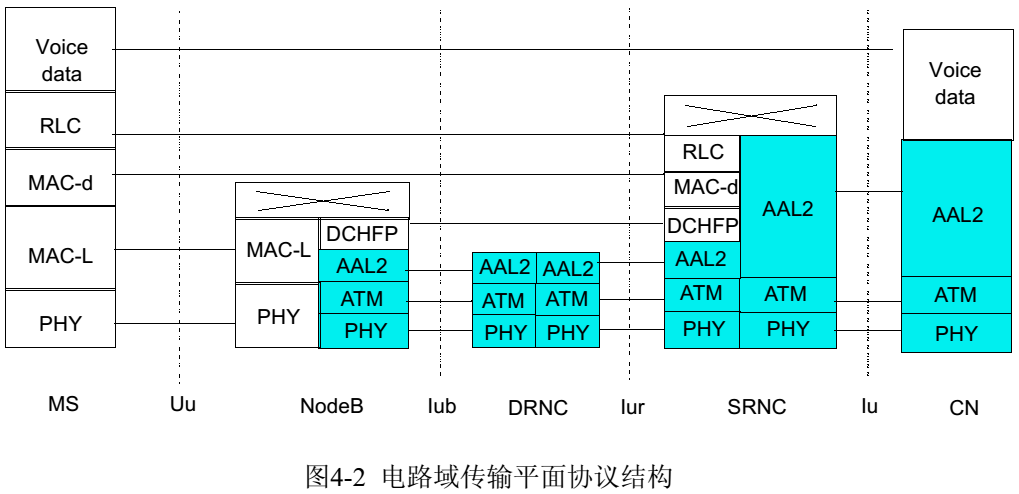 Voice
data
Voice
data
RLC
RLC
MAC-d
MAC-d
AAL2
AAL2
MAC-L
MAC-L
DCHFP
DCHFP
AAL2
AAL2
AAL2
AAL2
PHY
PHY
ATM
ATM
ATM
ATM
ATM
ATM
PHY
PHY
PHY
PHY
PHY
PHY
MS
Uu
NodeB
Iub
DRNC
Iur
SRNC
Iu
CN
图4-2 电路域传输平面协议结构